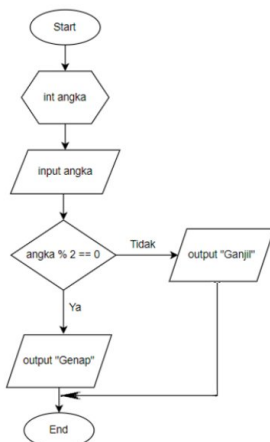 Start
int angka
input angka
angka % 2 == 0
Tidak
output "Ganjil"
Ya
output "Genap"
End